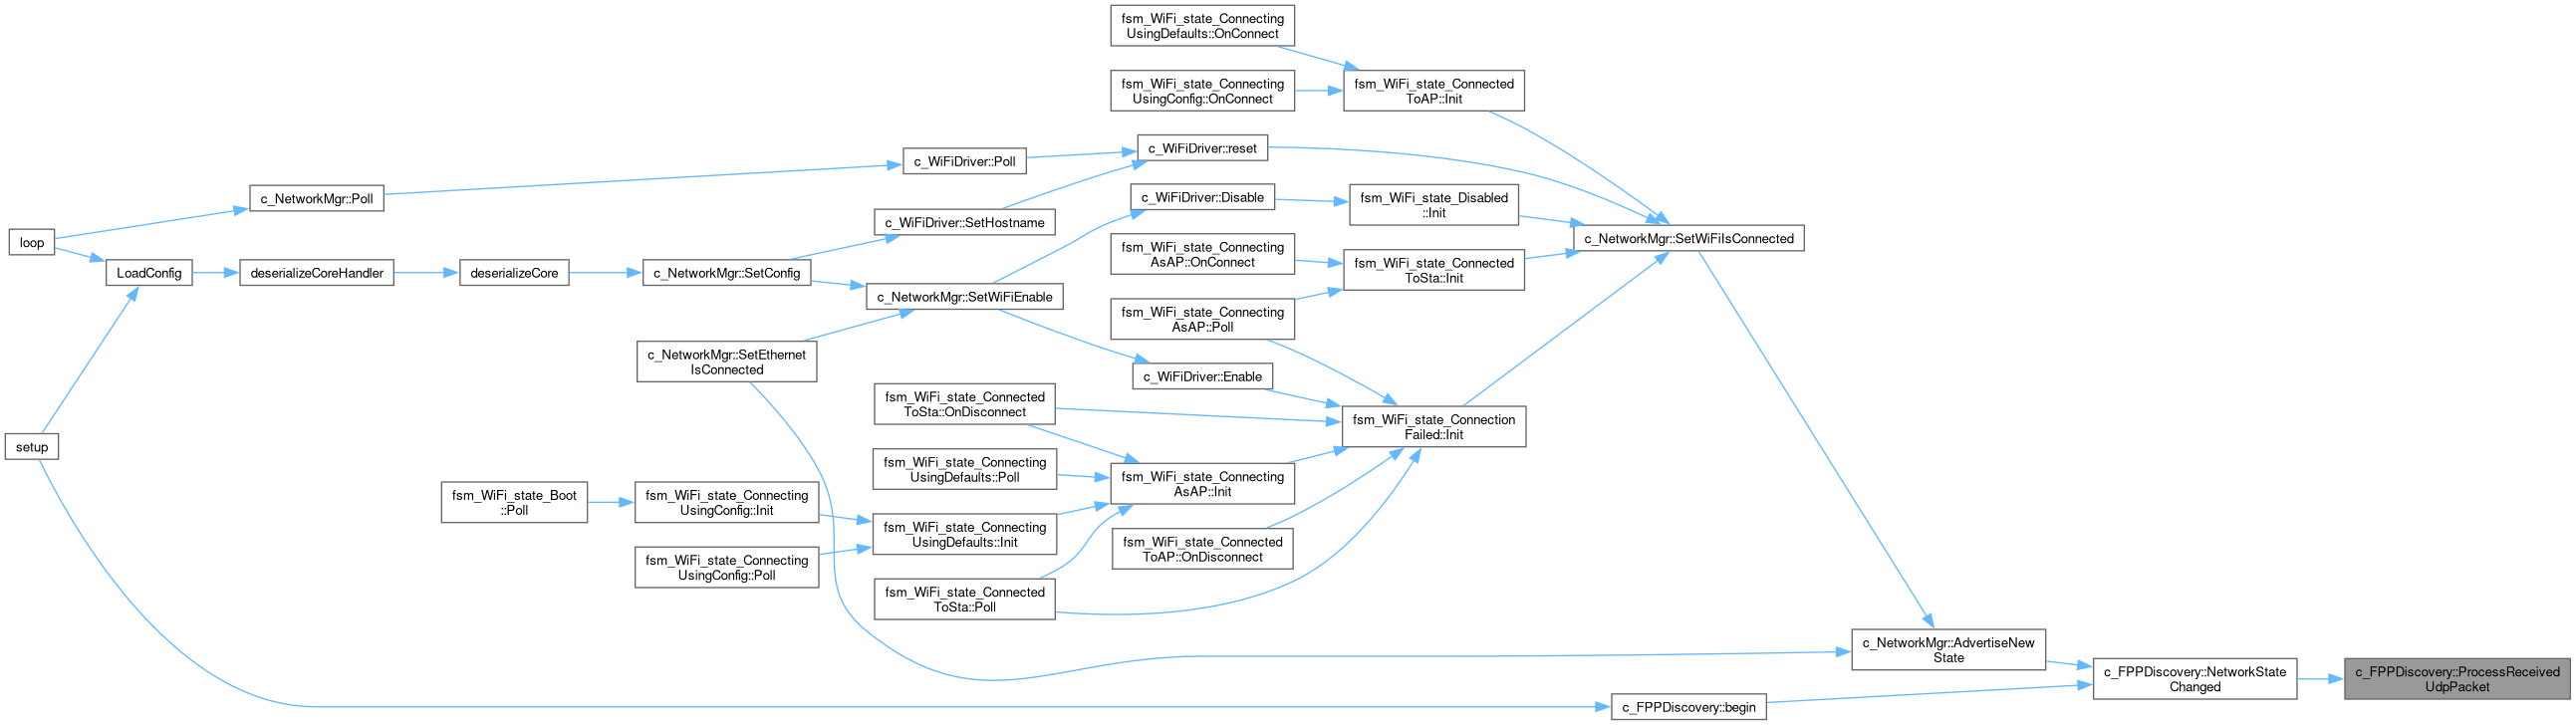 fsm_WiFi_state_Connecting
UsingDefaults::OnConnect
fsm_WiFi_state_Connecting
UsingConfig::OnConnect
fsm_WiFi_state_Connected
ToAP::Init
c_WiFiDriver::reset
c_WiFiDriver::Poll
c_NetworkMgr::Poll
c_WiFiDriver::Disable
fsm_WiFi_state_Disabled
::Init
c_WiFiDriver::SetHostname
loop
c_NetworkMgr::SetWiFiIsConnected
fsm_WiFi_state_Connecting
AsAP::OnConnect
fsm_WiFi_state_Connected
ToSta::Init
LoadConfig
deserializeCoreHandler
deserializeCore
c_NetworkMgr::SetConfig
c_NetworkMgr::SetWiFiEnable
fsm_WiFi_state_Connecting
AsAP::Poll
c_NetworkMgr::SetEthernet
IsConnected
c_WiFiDriver::Enable
fsm_WiFi_state_Connected
ToSta::OnDisconnect
fsm_WiFi_state_Connection
Failed::Init
setup
fsm_WiFi_state_Connecting
UsingDefaults::Poll
fsm_WiFi_state_Connecting
AsAP::Init
fsm_WiFi_state_Boot
::Poll
fsm_WiFi_state_Connecting
UsingConfig::Init
fsm_WiFi_state_Connecting
UsingDefaults::Init
fsm_WiFi_state_Connected
ToAP::OnDisconnect
fsm_WiFi_state_Connecting
UsingConfig::Poll
fsm_WiFi_state_Connected
ToSta::Poll
c_NetworkMgr::AdvertiseNew
State
c_FPPDiscovery::NetworkState
Changed
c_FPPDiscovery::ProcessReceived
UdpPacket
c_FPPDiscovery::begin